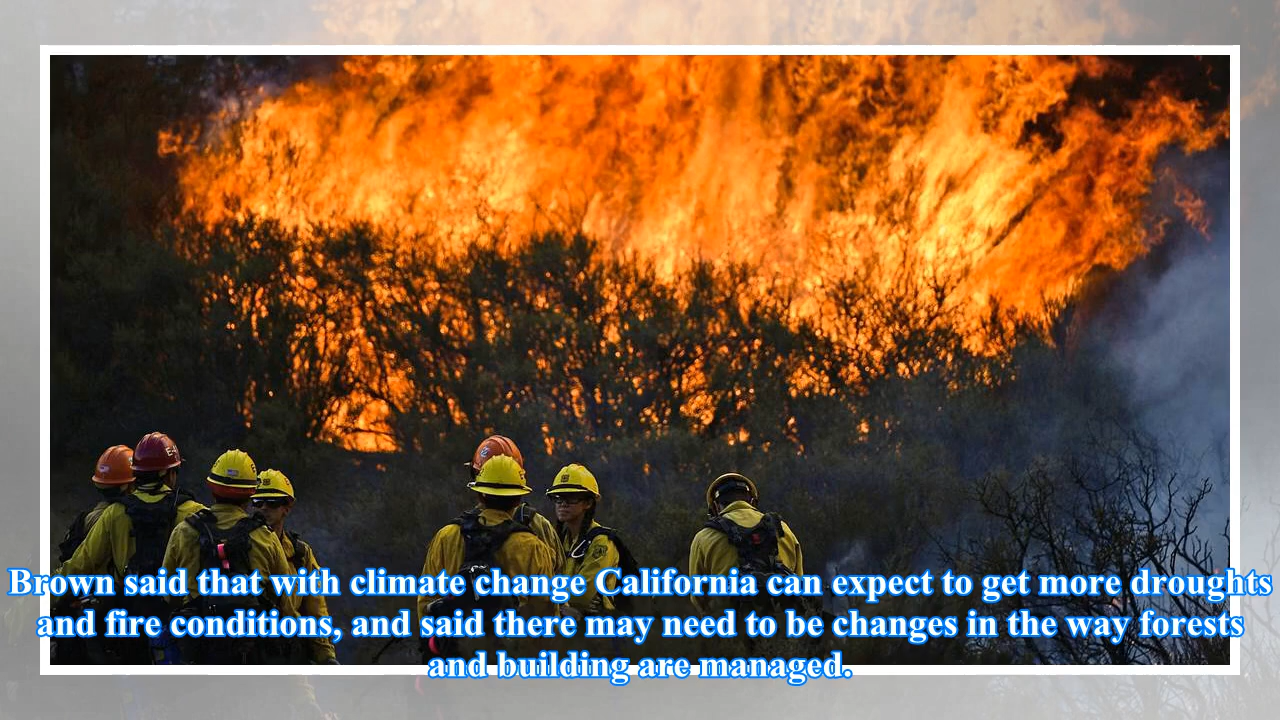 Brown said that with climate change California can expect to get more droughts
and fire conditions, and said there may need to be changes in the way forests
and building are managed.